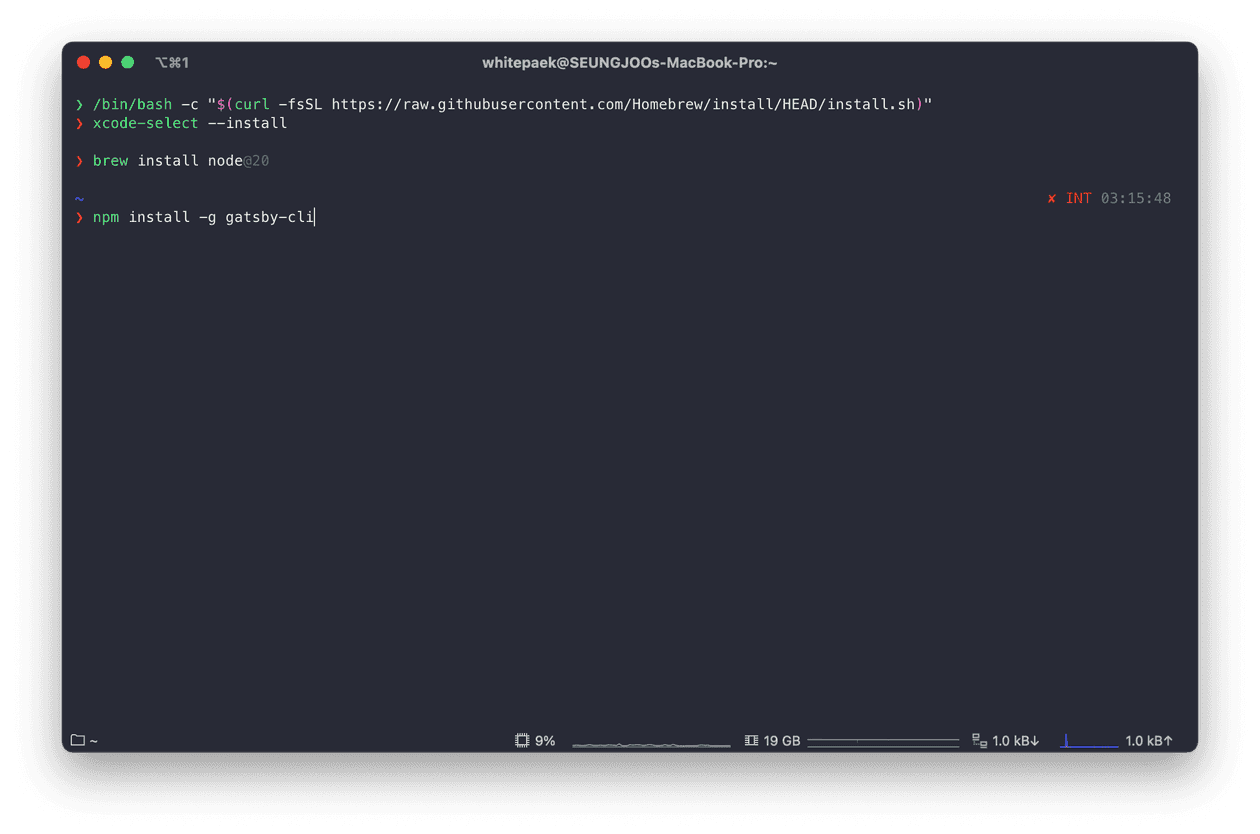 ⌥⌘1 whitepaek@SEUNGJOOs-MacBook-Pro:~
❯ /bin/bash -c "$(curl -fsSL https://raw.githubusercontent.com/Homebrew/install/HEAD/install.sh)"
❯ xcode-select --install
❯ brew install node@20
~ ✘ INT 03:15:48
❯ npm install -g gatsby-cli
~ 9% 19 GB 1.0 kB↓ 1.0 kB↑